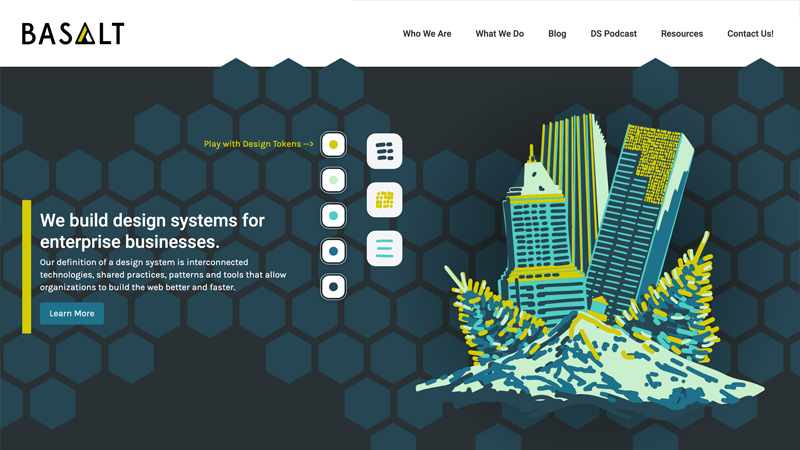 BASALT
Who We Are
What We Do
Blog
DS Podcast
Resources
Contact Us!
Play with Design Tokens -->
We build design systems for
enterprise businesses.
Our definition of a design system is interconnected
technologies, shared practices, patterns and tools that allow
organizations to build the web better and faster.
Learn More